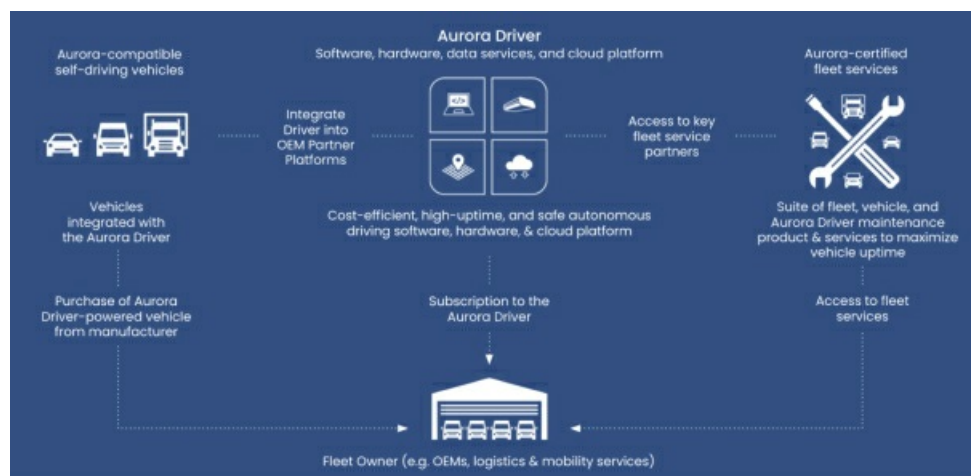 Aurora Driver
Software, hardware, data services, and cloud platform
Aurora-compatible
self-driving vehicles
Integrate
Driver into
OEM Partner
Platforms
</>
Access to key
fleet service
partners
Aurora-certified
fleet services
Vehicles
integrated with
the Aurora Driver
Cost-efficient, high-uptime, and safe autonomous
driving software, hardware, & cloud platform
Suite of fleet, vehicle, and
Aurora Driver maintenance
product & services to maximize
vehicle uptime
Purchase of Aurora
Driver-powered vehicle
from manufacturer
Subscription to the
Aurora Driver
Access to fleet
services
Fleet Owner (e.g. OEMs, logistics & mobility services)